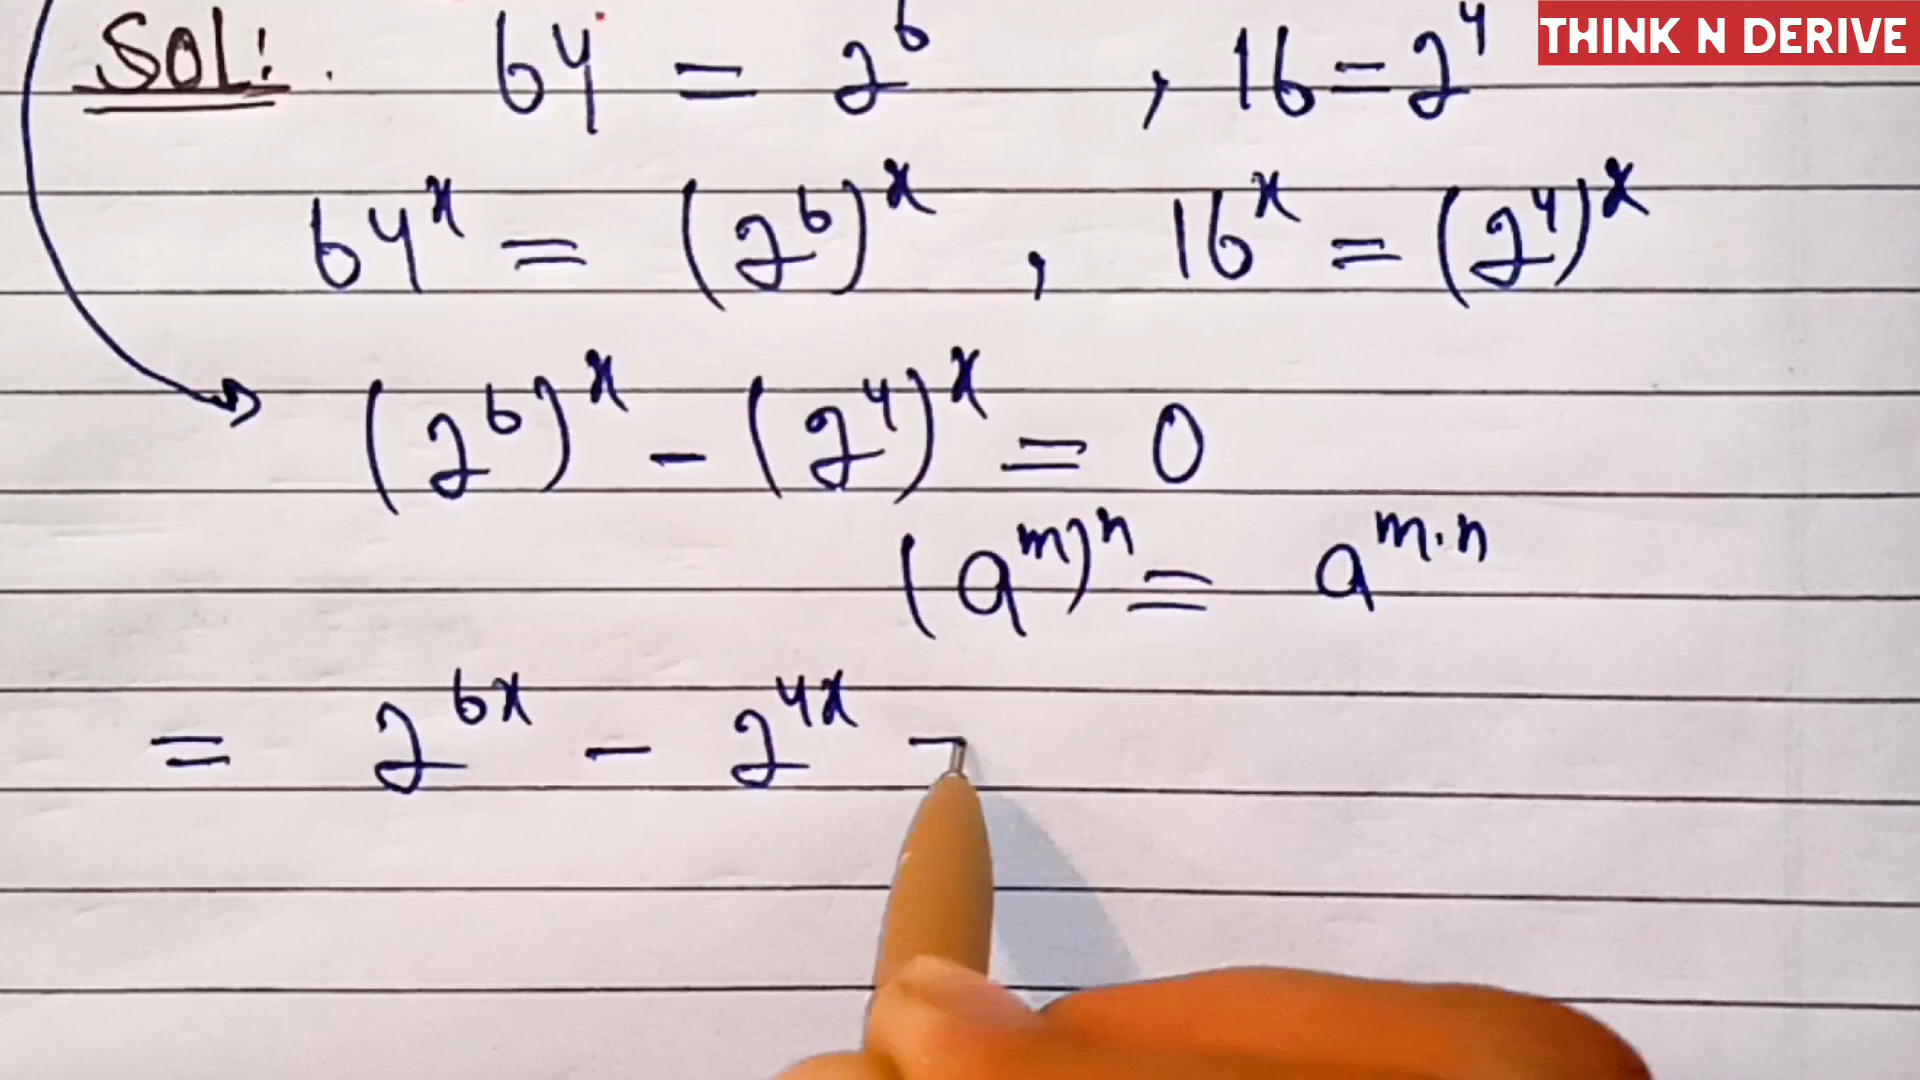 THINK N DERIVE
SOL: 64 = 2^6 , 16 = 2^4
64^x = (2^6)^x , 16^x = (2^4)^x
(2^6)^x - (2^4)^x = 0
(a^m)^n = a^{m·n}
= 2^{6x} - 2^{4x} -